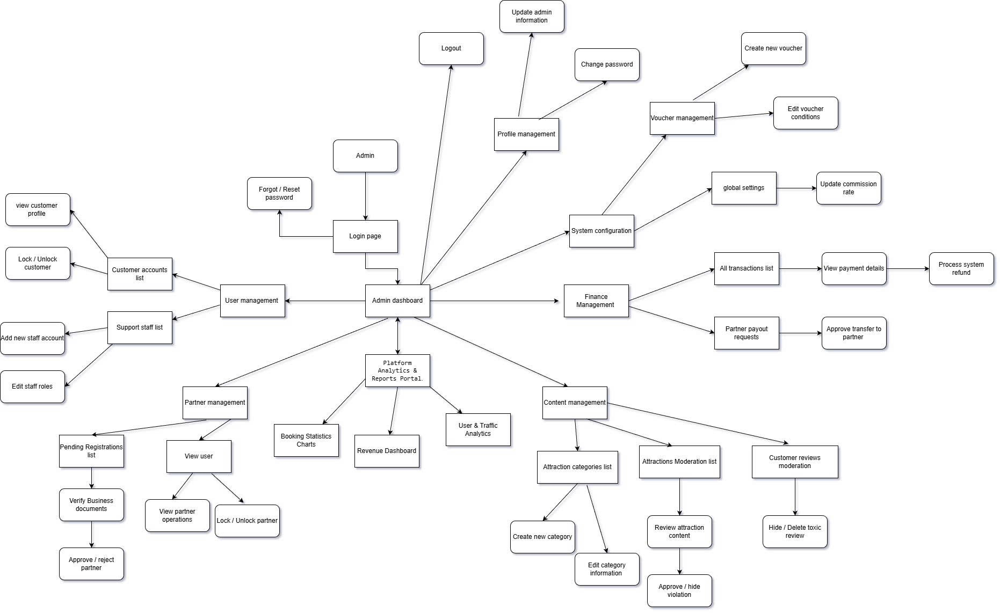 Update admin
information
Logout
Create new voucher
Change password
Edit voucher
conditions
Voucher management
Profile management
Admin
Forgot / Reset
password
global settings
Update commission
rate
view customer
profile
Login page
System configuration
Lock / Unlock
customer
Customer accounts
list
All transactions list
View payment details
Process system
refund
User management
Admin dashboard
Finance
Management
Support staff list
Add new staff account
Partner payout
requests
Approve transfer to
partner
Platform
Analytics &
Reports Portal.
Edit staff roles
Partner management
Content management
Booking Statistics
Charts
User & Traffic
Analytics
Revenue Dashboard
Pending Registrations
list
View user
Attraction categories list
Attractions Moderation list
Customer reviews
moderation
Verify Business
documents
View partner
operations
Lock / Unlock partner
Create new category
Review attraction
content
Hide / Delete toxic
review
Approve / reject
partner
Edit category
information
Approve / hide
violation